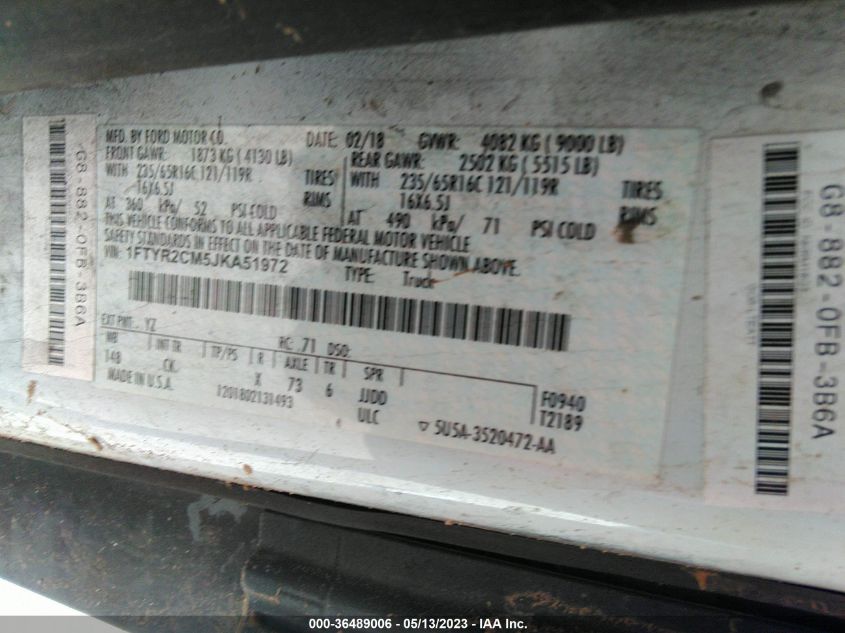 MFD. BY FORD MOTOR CO. DATE: 02/18 GVWR: 4082 KG ( 9000 LB)
FRONT GAWR: 1873 KG ( 4130 LB) REAR GAWR: 2502 KG ( 5515 LB)
WITH 235/65R16C 121/119R TIRES WITH 235/65R16C 121/119R TIRES
16X6.5J RIMS 16X6.5J RIMS
AT 360 kPa/ 52 PSI COLD AT 490 kPa/ 71 PSI COLD
THIS VEHICLE CONFORMS TO ALL APPLICABLE FEDERAL MOTOR VEHICLE
SAFETY STANDARDS IN EFFECT ON THE DATE OF MANUFACTURE SHOWN ABOVE.
VIN: 1FTYR2CM5JKA51972
TYPE: Truck
EXT PNT: YZ RC: 71 DSO:
WB INT TR TP/PS R AXLE TR SPR
148 CK X 73 6 JJDD F0940
MADE IN U.S.A. 1201802131493 ULC T2189
▽ 5U5A-3520472-AA
G8-882-0FB-3B6A
G8-882-0FB-3B6A
000-36489006 - 05/13/2023 - IAA Inc.